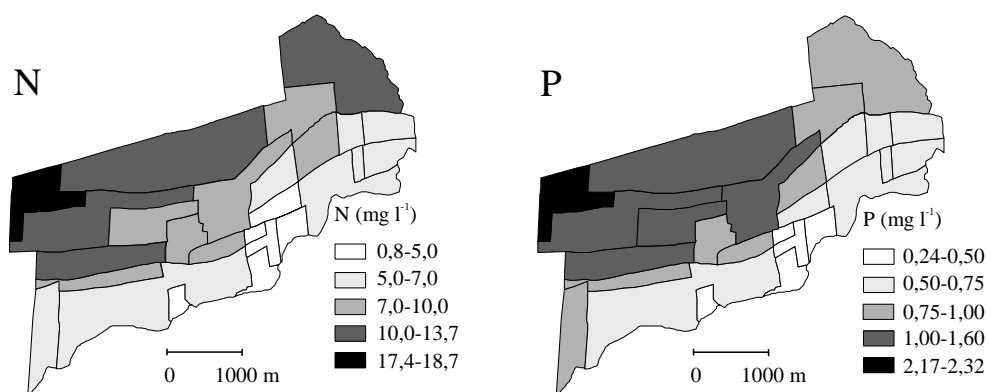 N
N (mg l⁻¹)
0,8-5,0
5,0-7,0
7,0-10,0
10,0-13,7
17,4-18,7
0 1000 m
P
P (mg l⁻¹)
0,24-0,50
0,50-0,75
0,75-1,00
1,00-1,60
2,17-2,32
0 1000 m